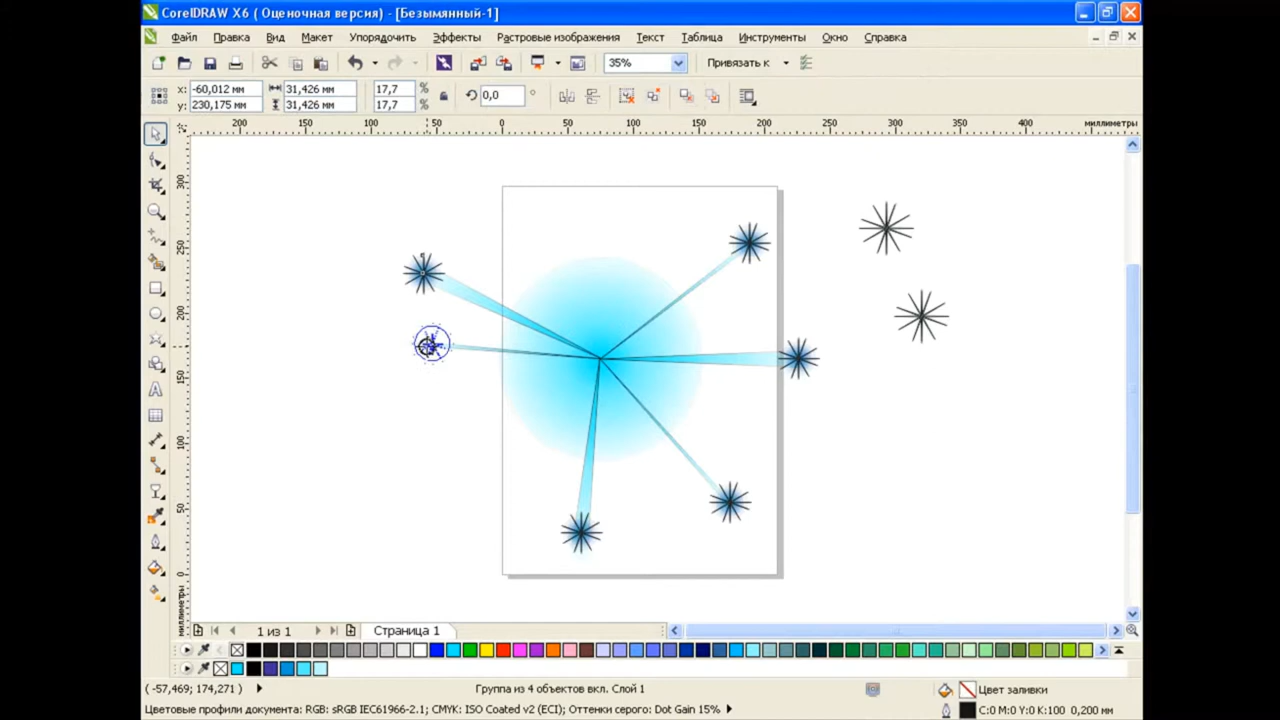 CorelDRAW X6 ( Оценочная версия) - [Безымянный-1]
Файл Правка Вид Макет Упорядочить Эффекты Растровые изображения Текст Таблица Инструменты Окно Справка
35% Привязать к
x: -60,012 мм 31,426 мм 17,7 % 0,0 °
y: 230,175 мм 31,426 мм 17,7 %
200 150 100 50 0 50 100 150 200 250 300 350 400 миллиметры
300
250
200
150
100
50
0
миллиметры
1 из 1 Страница 1
( -57,469; 174,271 ) Группа из 4 объектов вкл. Слой 1 Цвет заливки
Цветовые профили документа: RGB: sRGB IEC61966-2.1; CMYK: ISO Coated v2 (ECI); Оттенки серого: Dot Gain 15% C:0 M:0 Y:0 K:100 0,200 мм